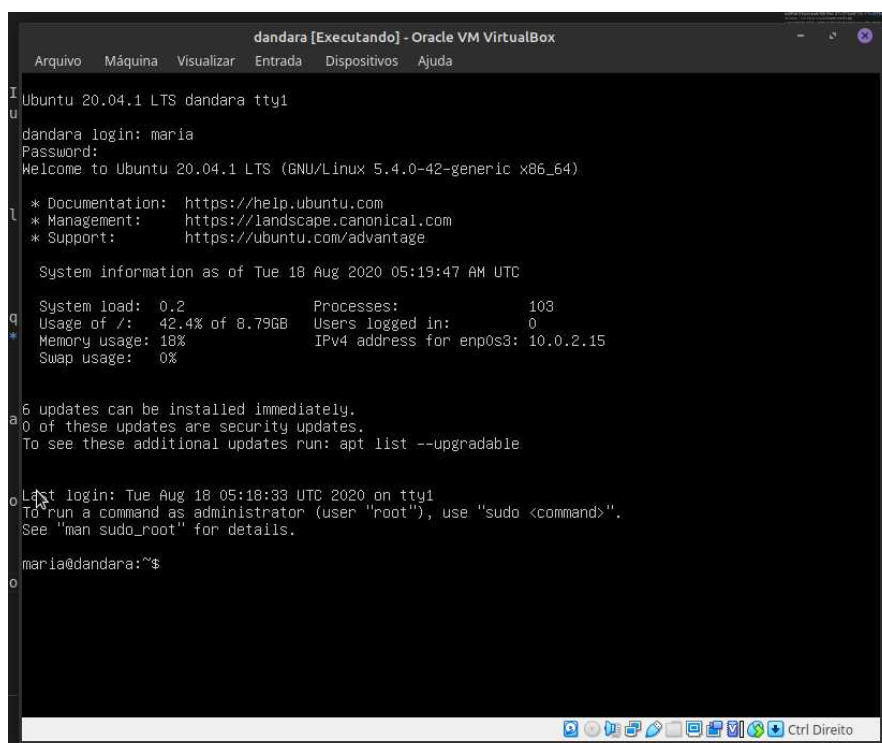 dandara [Executando] - Oracle VM VirtualBox
Arquivo Máquina Visualizar Entrada Dispositivos Ajuda
Ubuntu 20.04.1 LTS dandara tty1
dandara login: maria
Password:
Welcome to Ubuntu 20.04.1 LTS (GNU/Linux 5.4.0-42-generic x86_64)
* Documentation: https://help.ubuntu.com
* Management: https://landscape.canonical.com
* Support: https://ubuntu.com/advantage
System information as of Tue 18 Aug 2020 05:19:47 AM UTC
System load: 0.2 Processes: 103
Usage of /: 42.4% of 8.79GB Users logged in: 0
Memory usage: 18% IPv4 address for enp0s3: 10.0.2.15
Swap usage: 0%
6 updates can be installed immediately.
0 of these updates are security updates.
To see these additional updates run: apt list --upgradable
Last login: Tue Aug 18 05:18:33 UTC 2020 on tty1
To run a command as administrator (user "root"), use "sudo <command>".
See "man sudo_root" for details.
maria@dandara:~$
Ctrl Direito